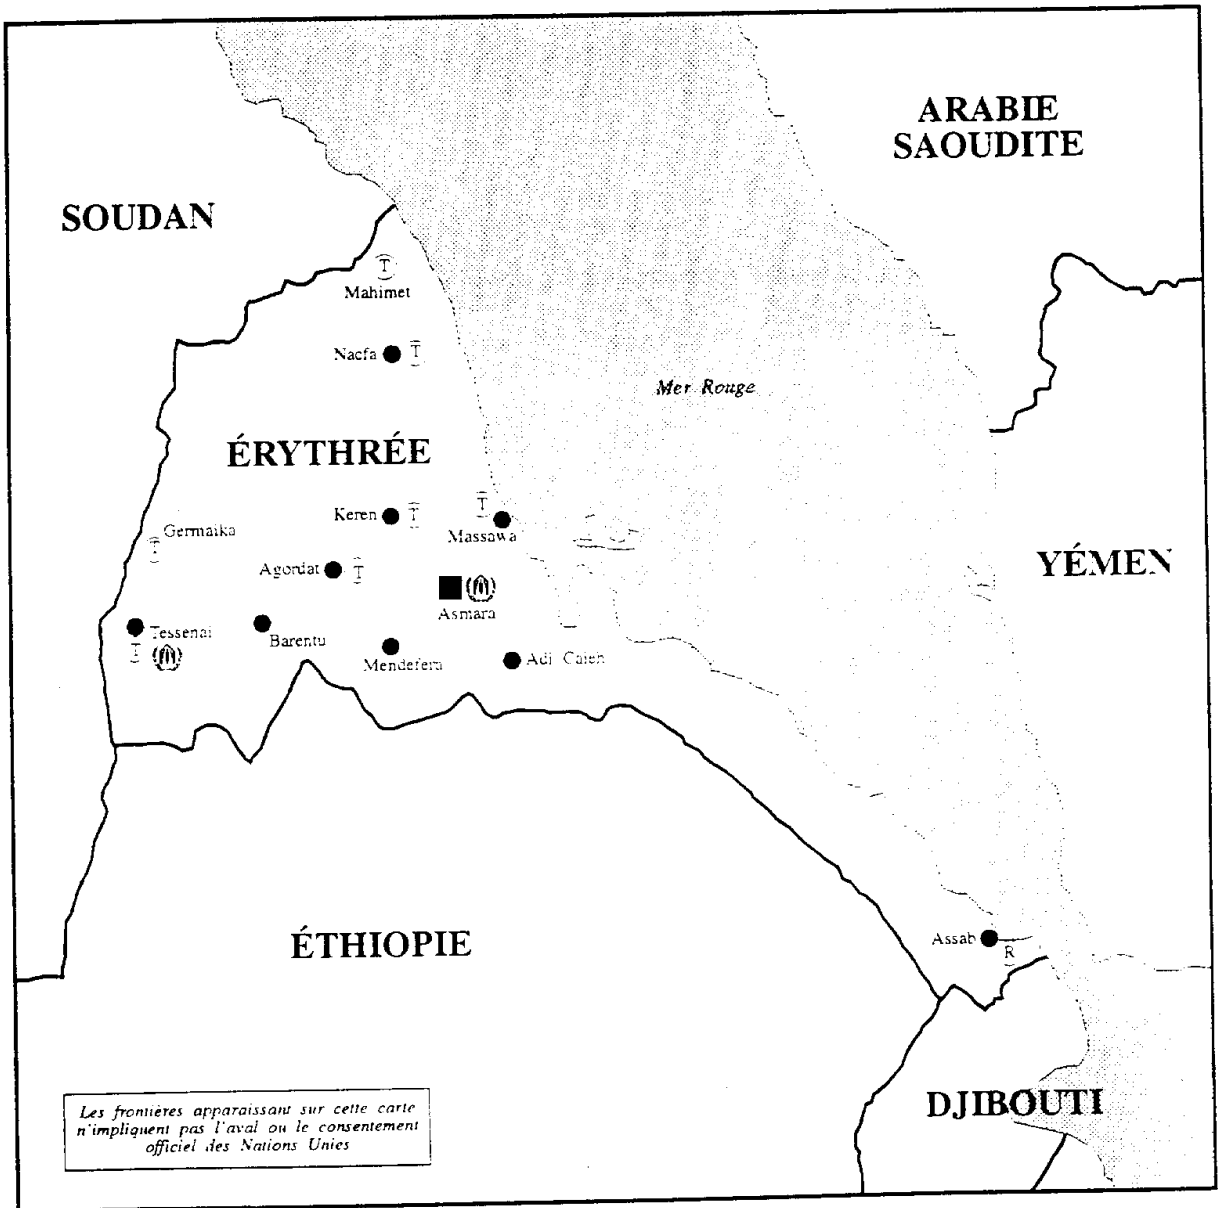 ARABIE
SAOUDITE
SOUDAN
T
Mahimet
Nacfa T
Mer Rouge
ÉRYTHRÉE
Keren T
T
Massawa
Germaika
T
YÉMEN
Agordat T
Asmara
Tessenai
T
Barentu
Mendefera
Adi Caieh
Assab
R
ÉTHIOPIE
DJIBOUTI
Les frontières apparaissant sur cette carte
n'impliquent pas l'aval ou le consentement
officiel des Nations Unies